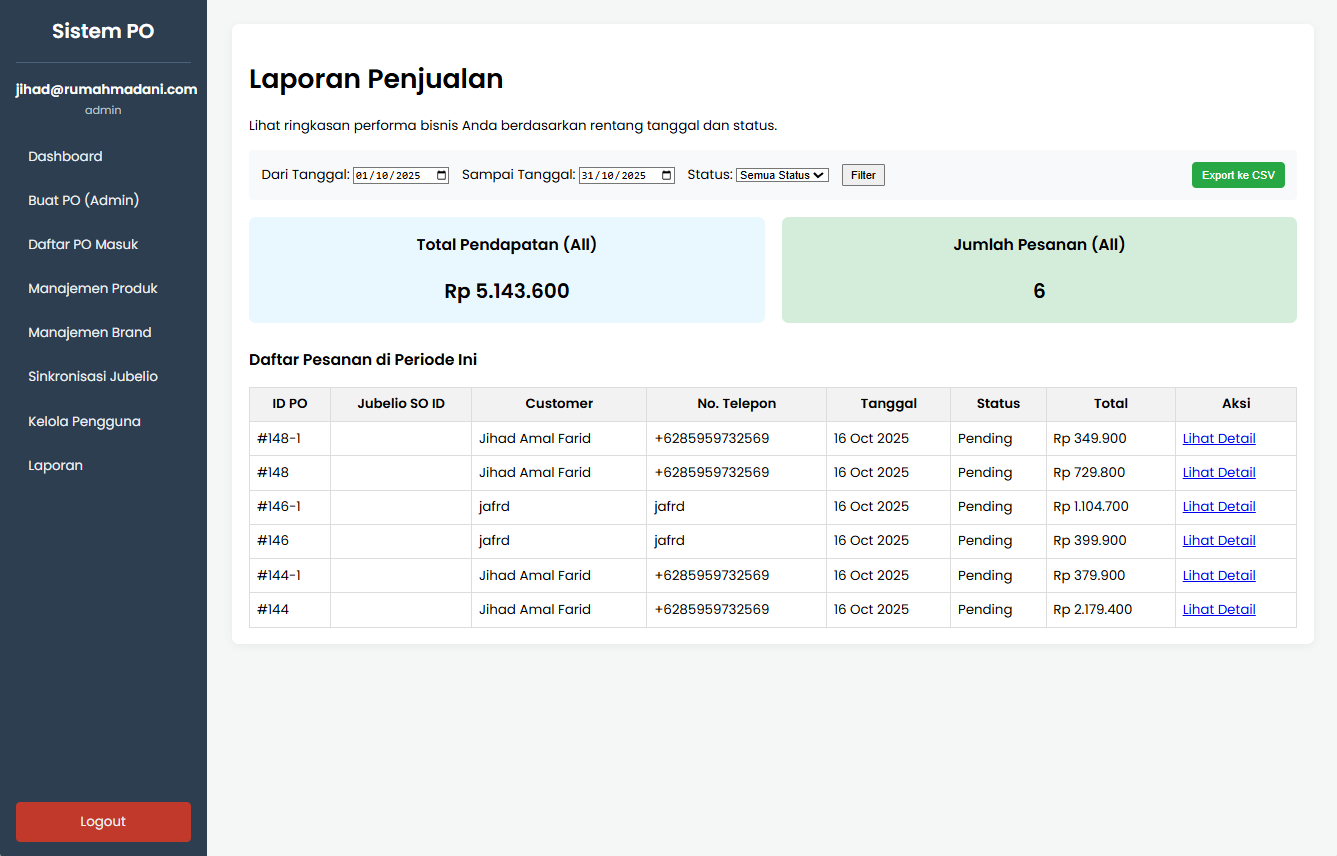 Sistem PO
jihad@rumahmadani.com
admin
Dashboard
Buat PO (Admin)
Daftar PO Masuk
Manajemen Produk
Manajemen Brand
Sinkronisasi Jubelio
Kelola Pengguna
Laporan
Logout
Laporan Penjualan
Lihat ringkasan performa bisnis Anda berdasarkan rentang tanggal dan status.
Dari Tanggal: 01/10/2025 Sampai Tanggal: 31/10/2025 Status: Semua Status Filter Export ke CSV
Total Pendapatan (All)
Rp 5.143.600
Jumlah Pesanan (All)
6
Daftar Pesanan di Periode Ini
ID PO Jubelio SO ID Customer No. Telepon Tanggal Status Total Aksi
#148-1 Jihad Amal Farid +6285959732569 16 Oct 2025 Pending Rp 349.900 Lihat Detail
#148 Jihad Amal Farid +6285959732569 16 Oct 2025 Pending Rp 729.800 Lihat Detail
#146-1 jafrd jafrd 16 Oct 2025 Pending Rp 1.104.700 Lihat Detail
#146 jafrd jafrd 16 Oct 2025 Pending Rp 399.900 Lihat Detail
#144-1 Jihad Amal Farid +6285959732569 16 Oct 2025 Pending Rp 379.900 Lihat Detail
#144 Jihad Amal Farid +6285959732569 16 Oct 2025 Pending Rp 2.179.400 Lihat Detail